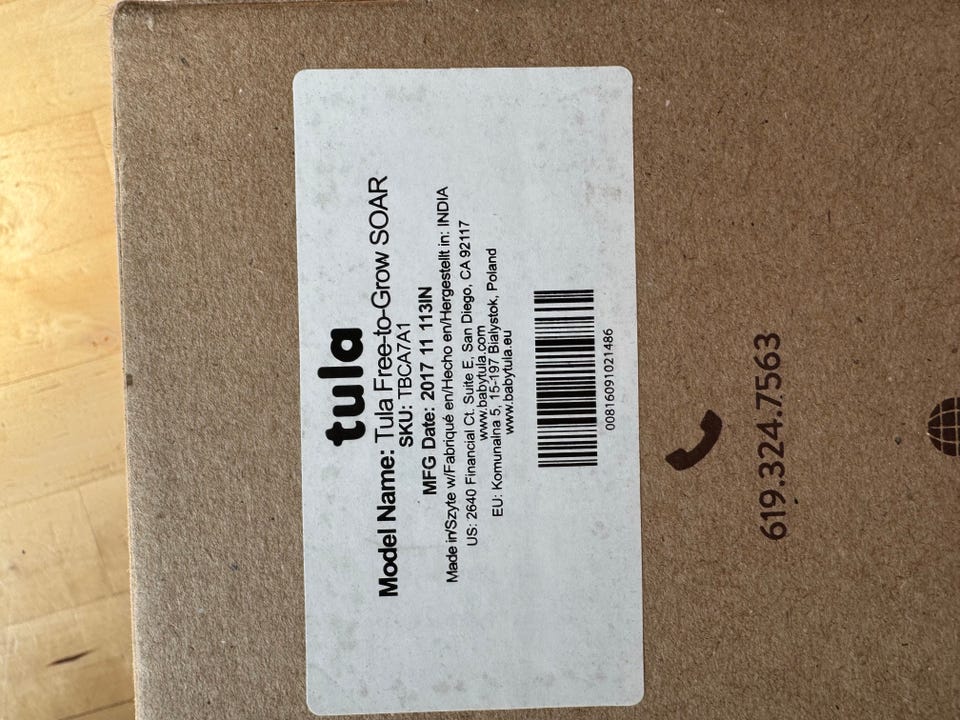 tula
Model Name: Tula Free-to-Grow SOAR
SKU: TBCA7A1
MFG Date: 2017 11 113IN
Made in/Szyte w/Fabriqué en/Hecho en/Hergestellt in: INDIA
US: 2640 Financial Ct. Suite E, San Diego, CA 92117
www.babytula.com
EU: Komunalna 5, 15-197 Bialystok, Poland
www.babytula.eu
00816091021486
619.324.7563